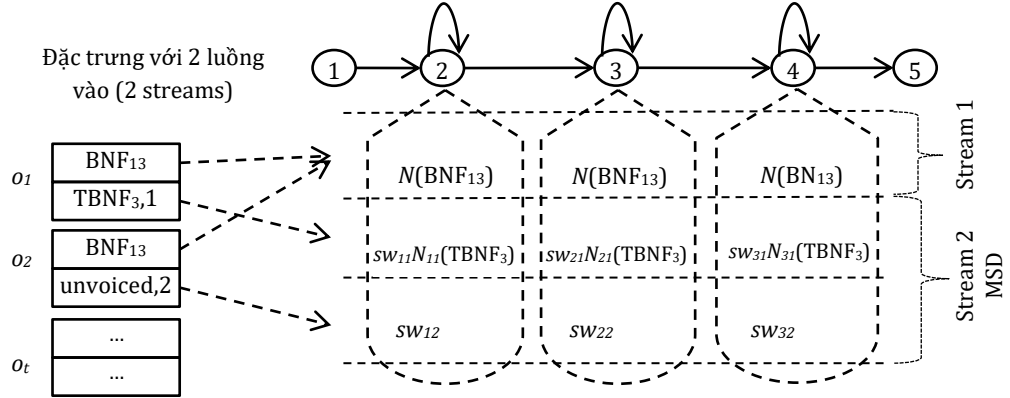 Đặc trưng với 2 luồng
vào (2 streams)
1 2 3 4 5
o₁
BNF₁₃
TBNF₃,1
o₂
BNF₁₃
unvoiced,2
oₜ
...
...
N(BNF₁₃) N(BNF₁₃) N(BN₁₃)
sw₁₁N₁₁(TBNF₃) sw₂₁N₂₁(TBNF₃) sw₃₁N₃₁(TBNF₃)
sw₁₂ sw₂₂ sw₃₂
Stream 1
Stream 2
MSD